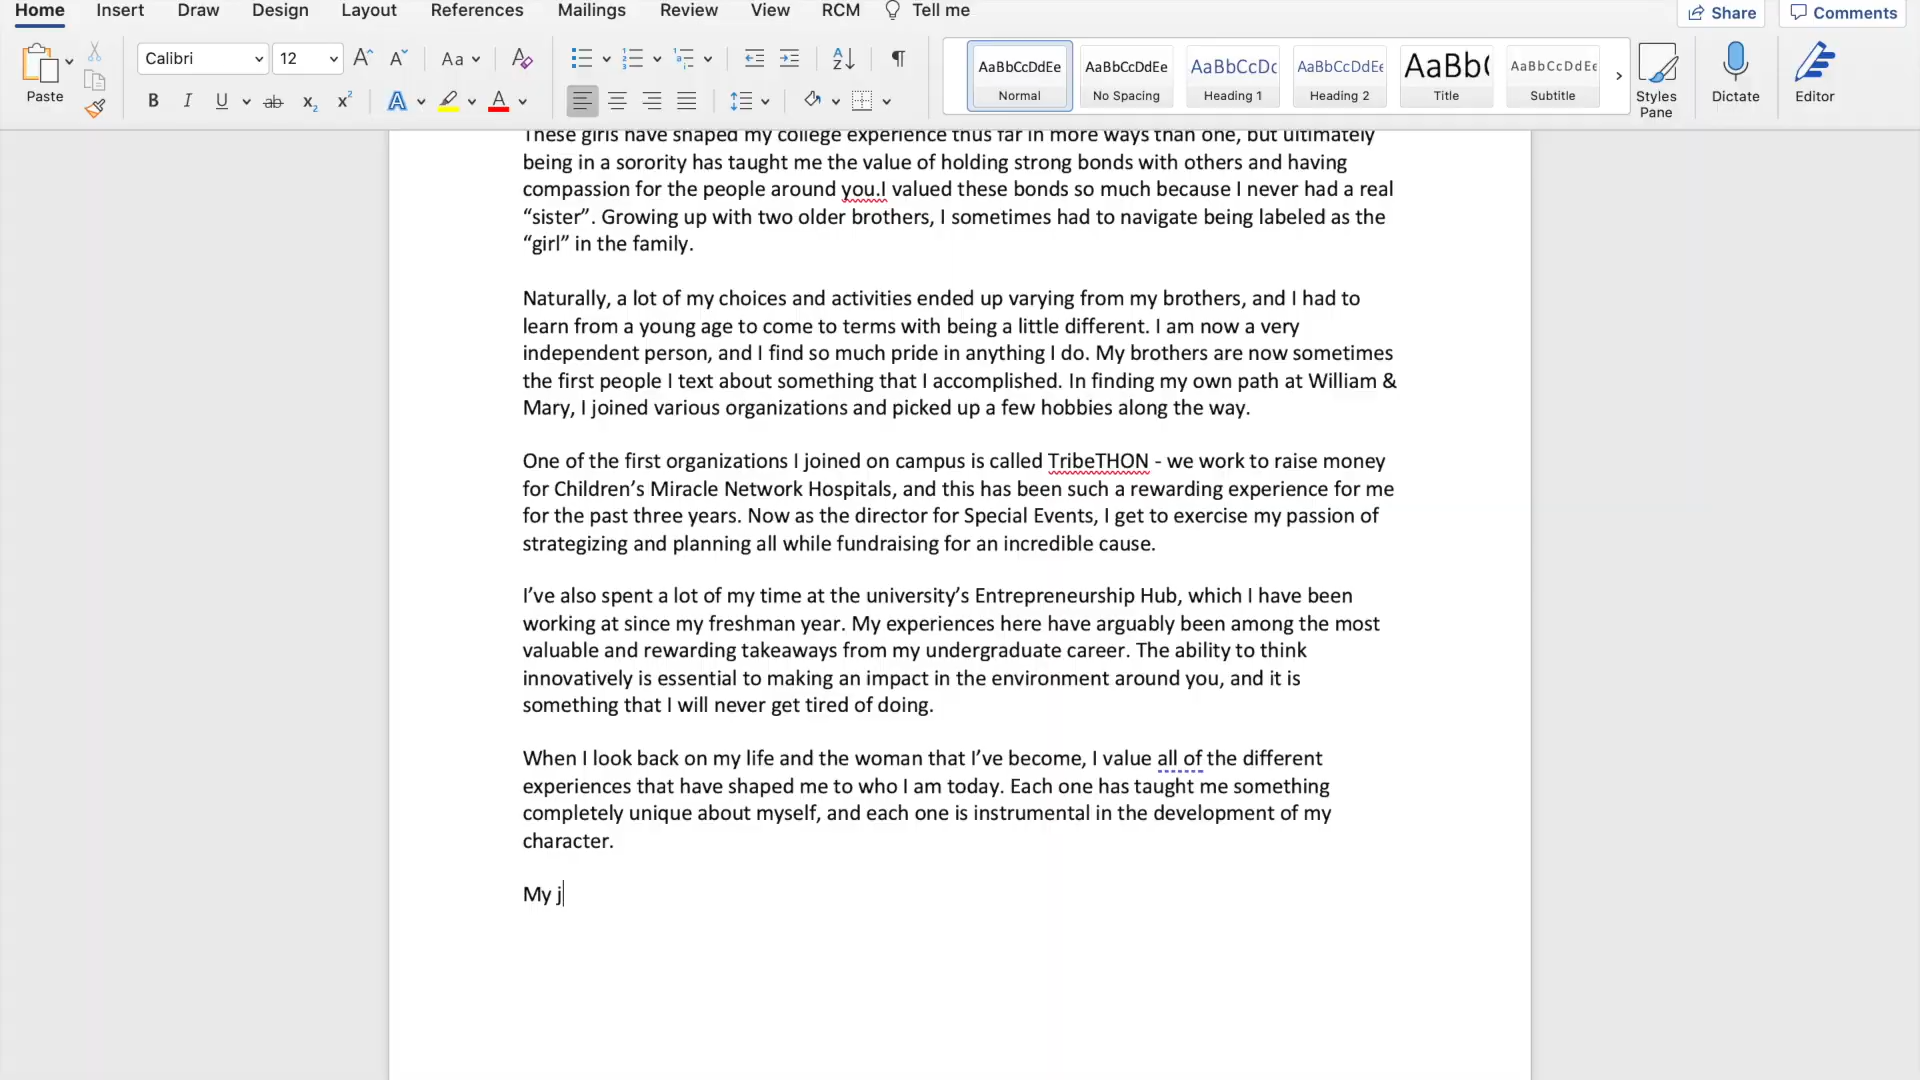 Home Insert Draw Design Layout References Mailings Review View RCM Tell me Share Comments
Paste Calibri 12 Aa AaBbCcDdEe AaBbCcDdEe AaBbCcDc AaBbCcDdEe AaBb( AaBbCcDdEe
Normal No Spacing Heading 1 Heading 2 Title Subtitle Styles Pane Dictate Editor
B I U ab x₂ x² A A
These girls have shaped my college experience thus far in more ways than one, but ultimately
being in a sorority has taught me the value of holding strong bonds with others and having
compassion for the people around you.I valued these bonds so much because I never had a real
“sister”. Growing up with two older brothers, I sometimes had to navigate being labeled as the
“girl” in the family.
Naturally, a lot of my choices and activities ended up varying from my brothers, and I had to
learn from a young age to come to terms with being a little different. I am now a very
independent person, and I find so much pride in anything I do. My brothers are now sometimes
the first people I text about something that I accomplished. In finding my own path at William &
Mary, I joined various organizations and picked up a few hobbies along the way.
One of the first organizations I joined on campus is called TribeTHON - we work to raise money
for Children’s Miracle Network Hospitals, and this has been such a rewarding experience for me
for the past three years. Now as the director for Special Events, I get to exercise my passion of
strategizing and planning all while fundraising for an incredible cause.
I’ve also spent a lot of my time at the university’s Entrepreneurship Hub, which I have been
working at since my freshman year. My experiences here have arguably been among the most
valuable and rewarding takeaways from my undergraduate career. The ability to think
innovatively is essential to making an impact in the environment around you, and it is
something that I will never get tired of doing.
When I look back on my life and the woman that I’ve become, I value all of the different
experiences that have shaped me to who I am today. Each one has taught me something
completely unique about myself, and each one is instrumental in the development of my
character.
My j